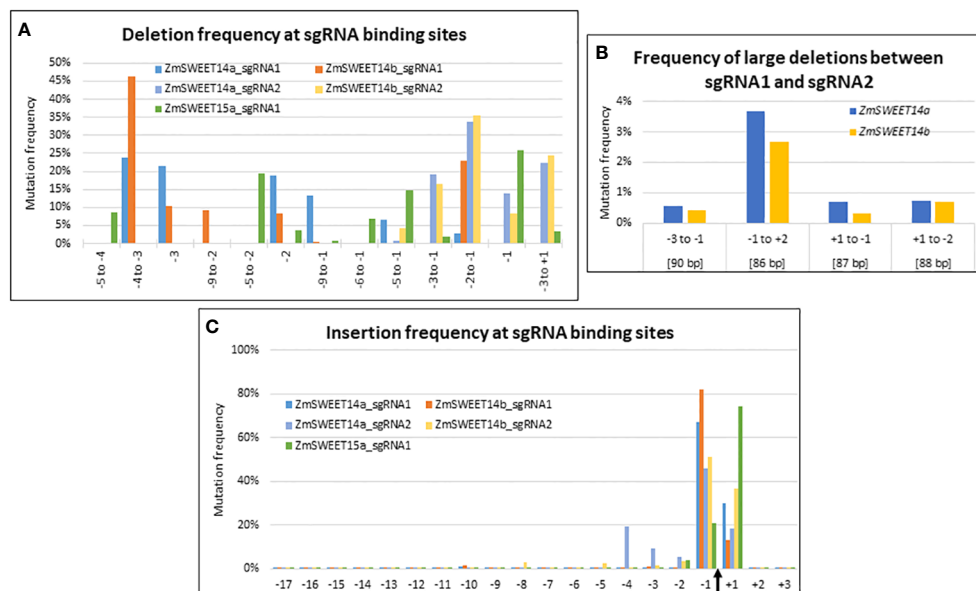 A
Deletion frequency at sgRNA binding sites
ZmSWEET14a_sgRNA1 ZmSWEET14b_sgRNA1
ZmSWEET14a_sgRNA2 ZmSWEET14b_sgRNA2
ZmSWEET15a_sgRNA1
Mutation frequency
50%
45%
40%
35%
30%
25%
20%
15%
10%
5%
0%
-5 to -4
-4 to -3
-3
-9 to -2
-5 to -2
-2
-9 to -1
-6 to -1
-5 to -1
-3 to -1
-2 to -1
-1
-3 to +1
B
Frequency of large deletions between
sgRNA1 and sgRNA2
ZmSWEET14a
ZmSWEET14b
Mutation frequency
4%
3%
2%
1%
0%
-3 to -1 -1 to +2 +1 to -1 +1 to -2
[90 bp] [86 bp] [87 bp] [88 bp]
C
Insertion frequency at sgRNA binding sites
ZmSWEET14a_sgRNA1 ZmSWEET14b_sgRNA1
ZmSWEET14a_sgRNA2 ZmSWEET14b_sgRNA2
ZmSWEET15a_sgRNA1
Mutation frequency
100%
80%
60%
40%
20%
0%
-17 -16 -15 -14 -13 -12 -11 -10 -9 -8 -7 -6 -5 -4 -3 -2 -1 +1 +2 +3